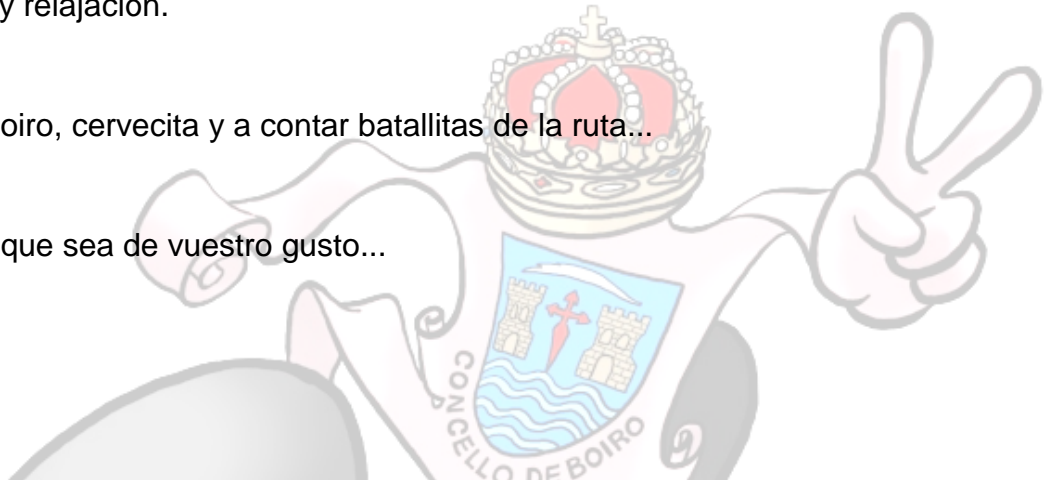 y relajación.
oiro, cervecita y a contar batallitas de la ruta...
que sea de vuestro gusto...
CONCELLO DE BOIRO